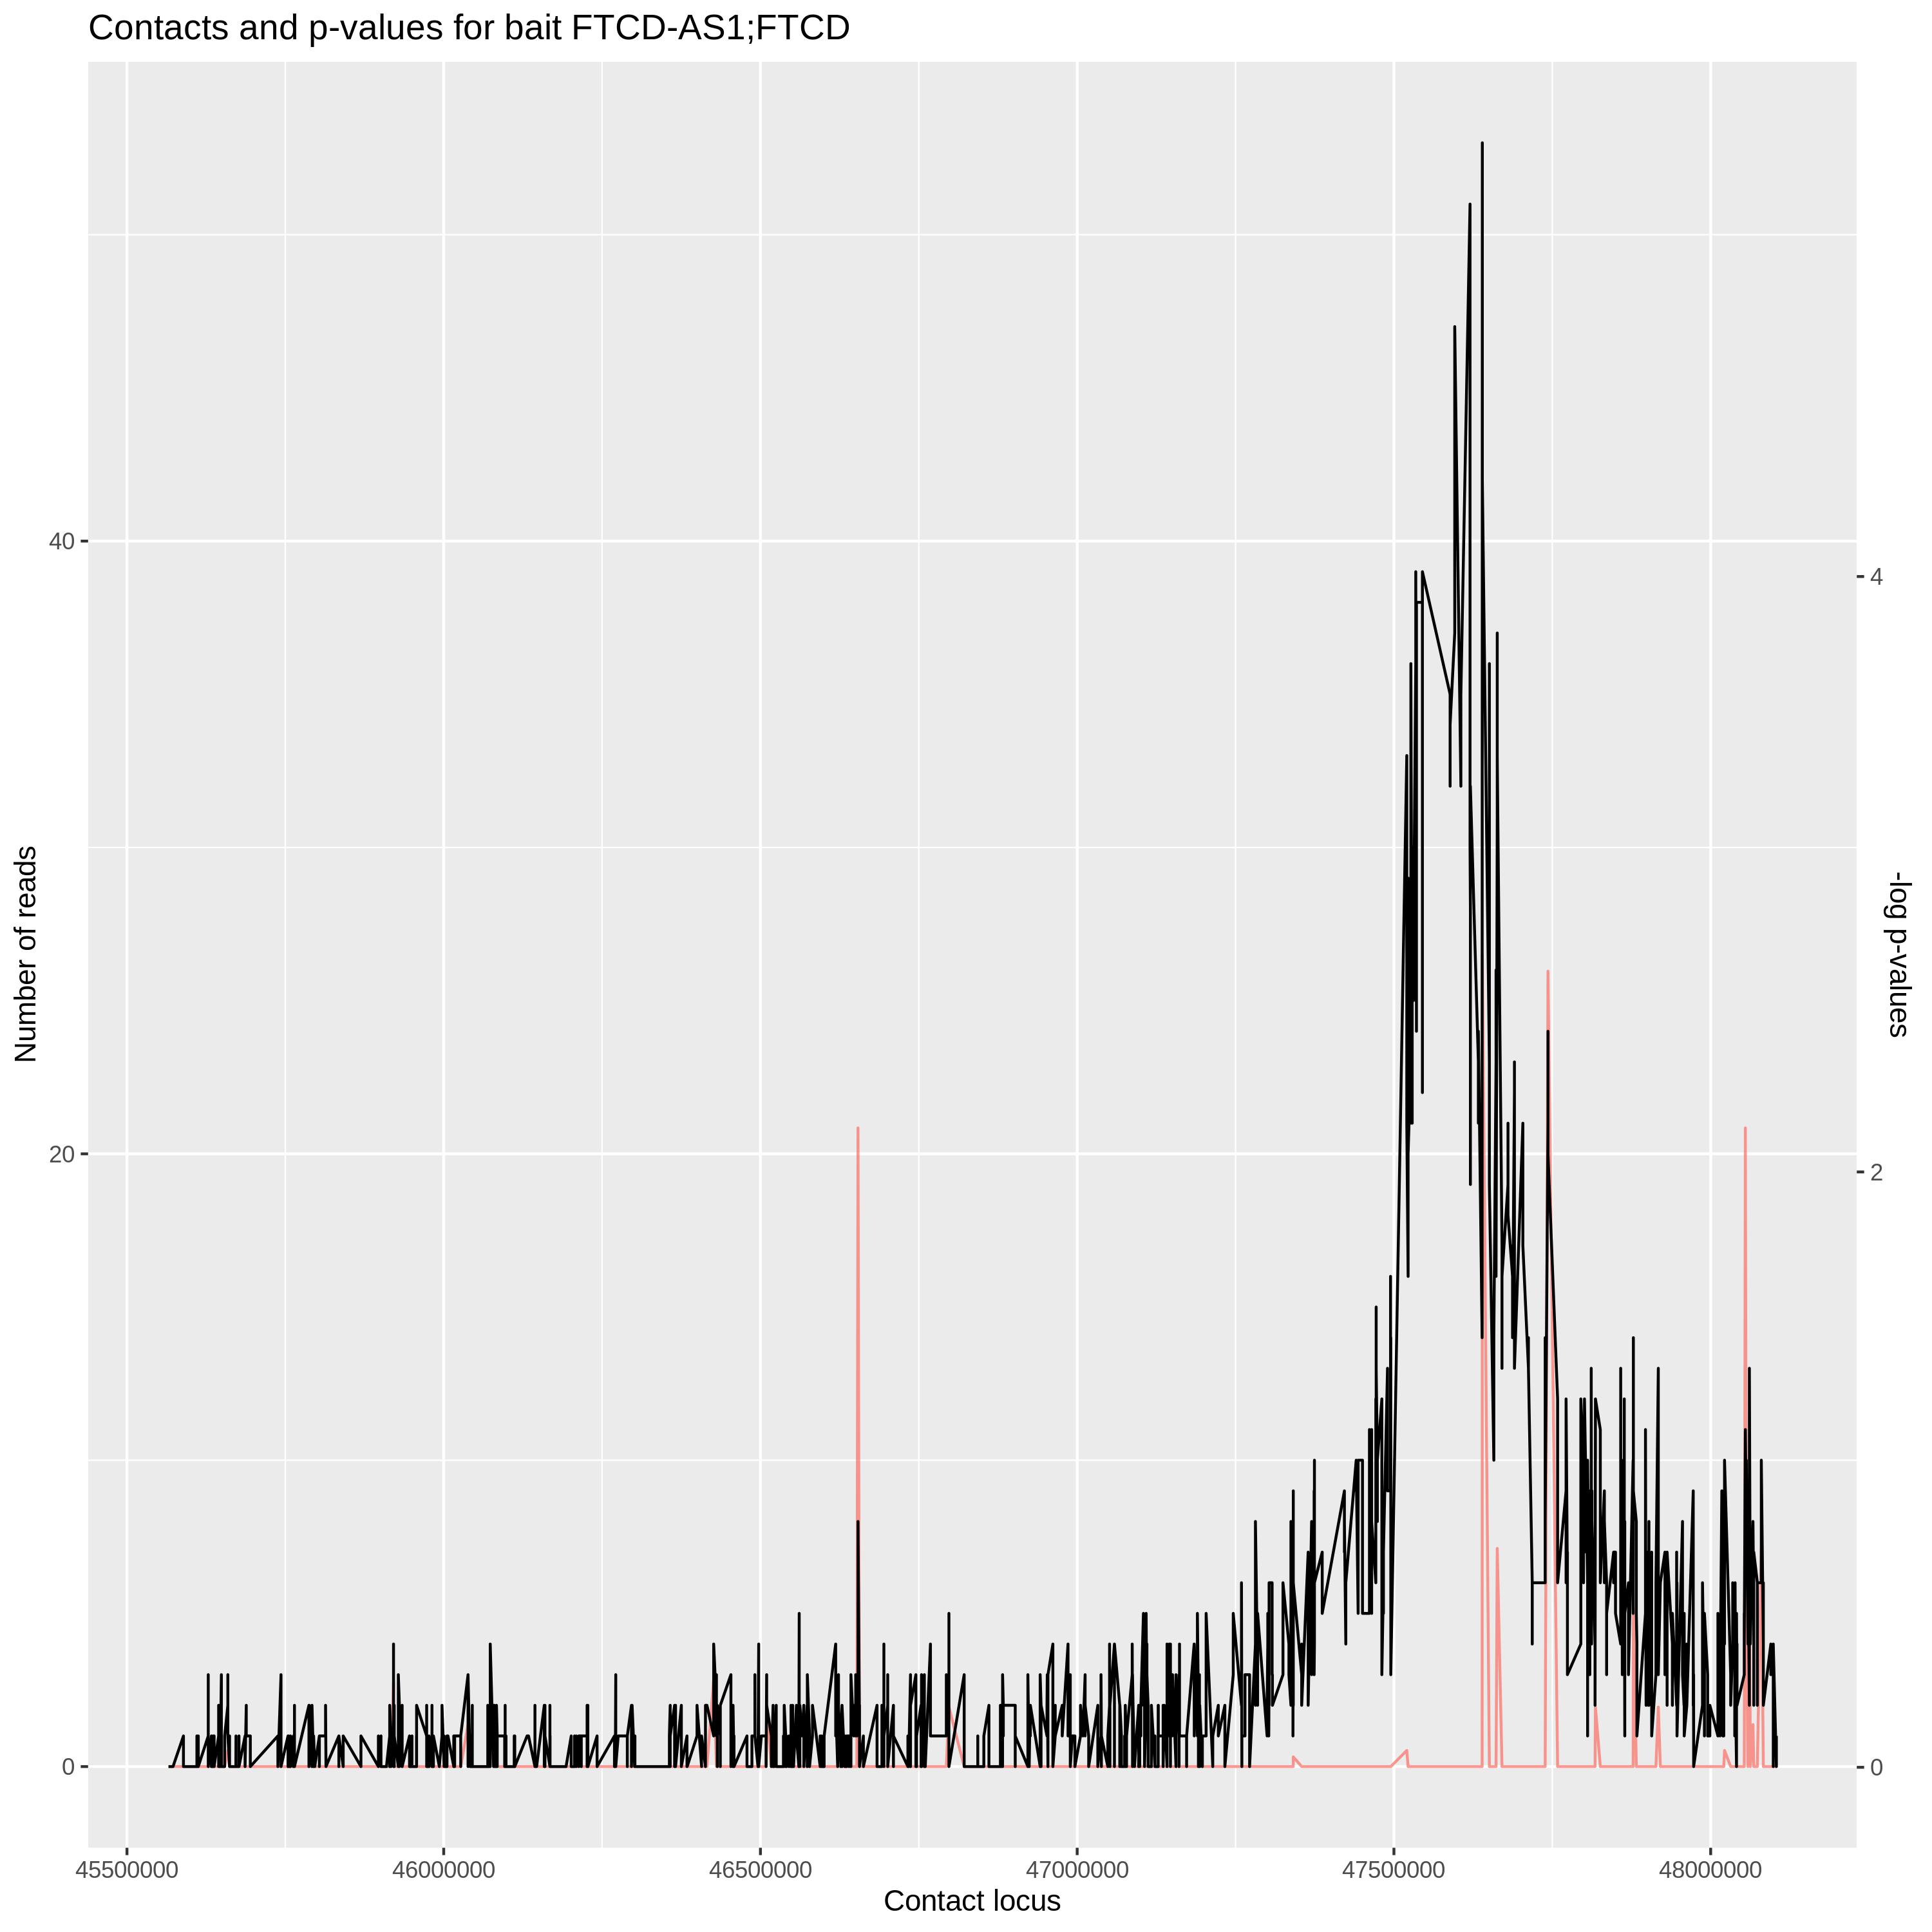 Contacts and p-values for bait FTCD-AS1;FTCD
40
20
0
Number of reads
4
2
0
-log p-values
45500000 46000000 46500000 47000000 47500000 48000000
Contact locus